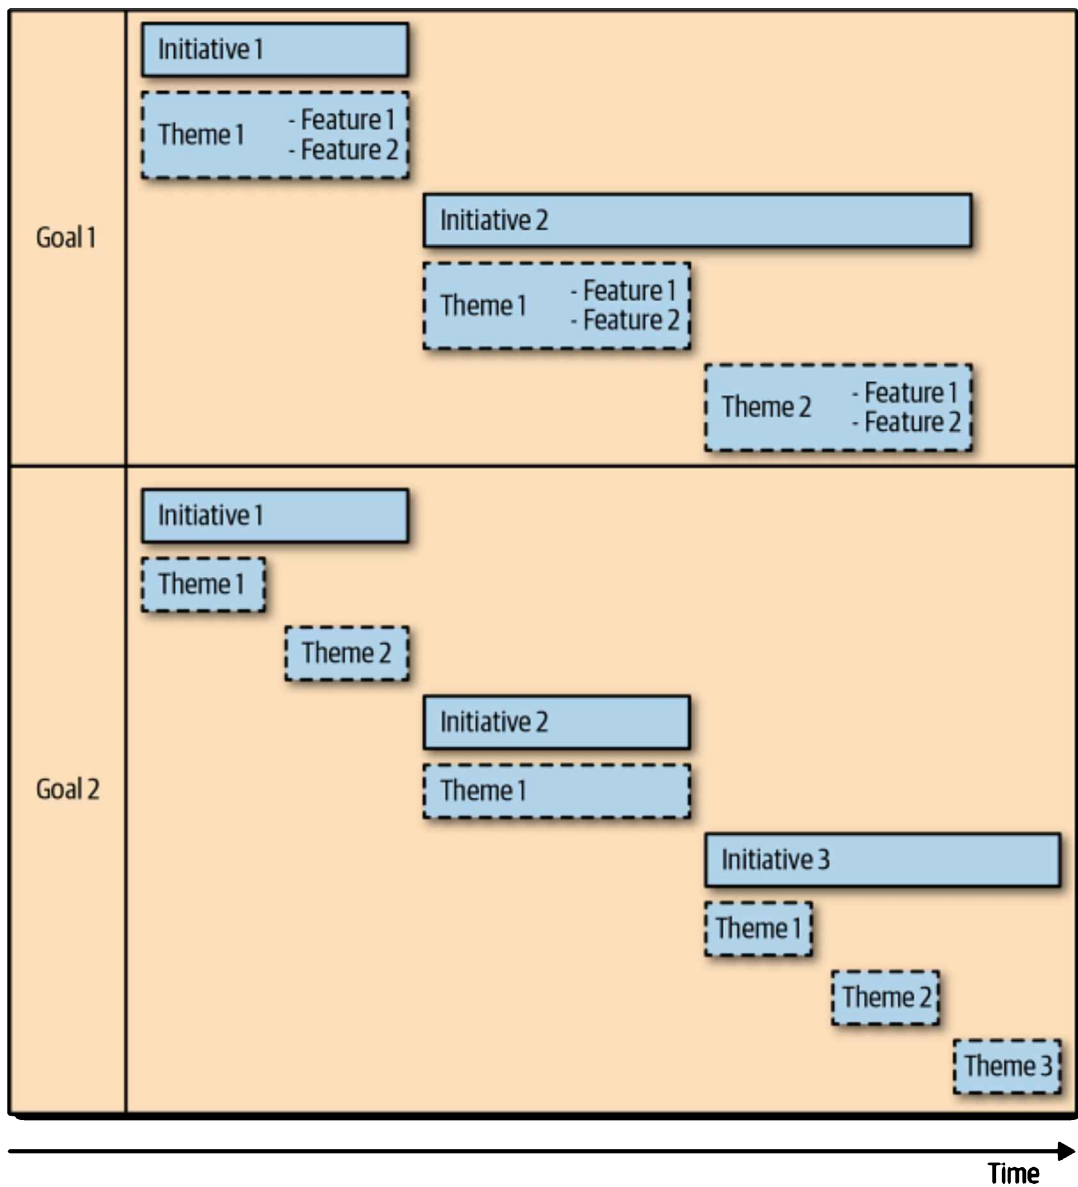 Goal 1
Initiative 1
Theme 1
- Feature 1
- Feature 2
Initiative 2
Theme 1
- Feature 1
- Feature 2
Theme 2
- Feature 1
- Feature 2
Goal 2
Initiative 1
Theme 1
Theme 2
Initiative 2
Theme 1
Initiative 3
Theme 1
Theme 2
Theme 3
Time